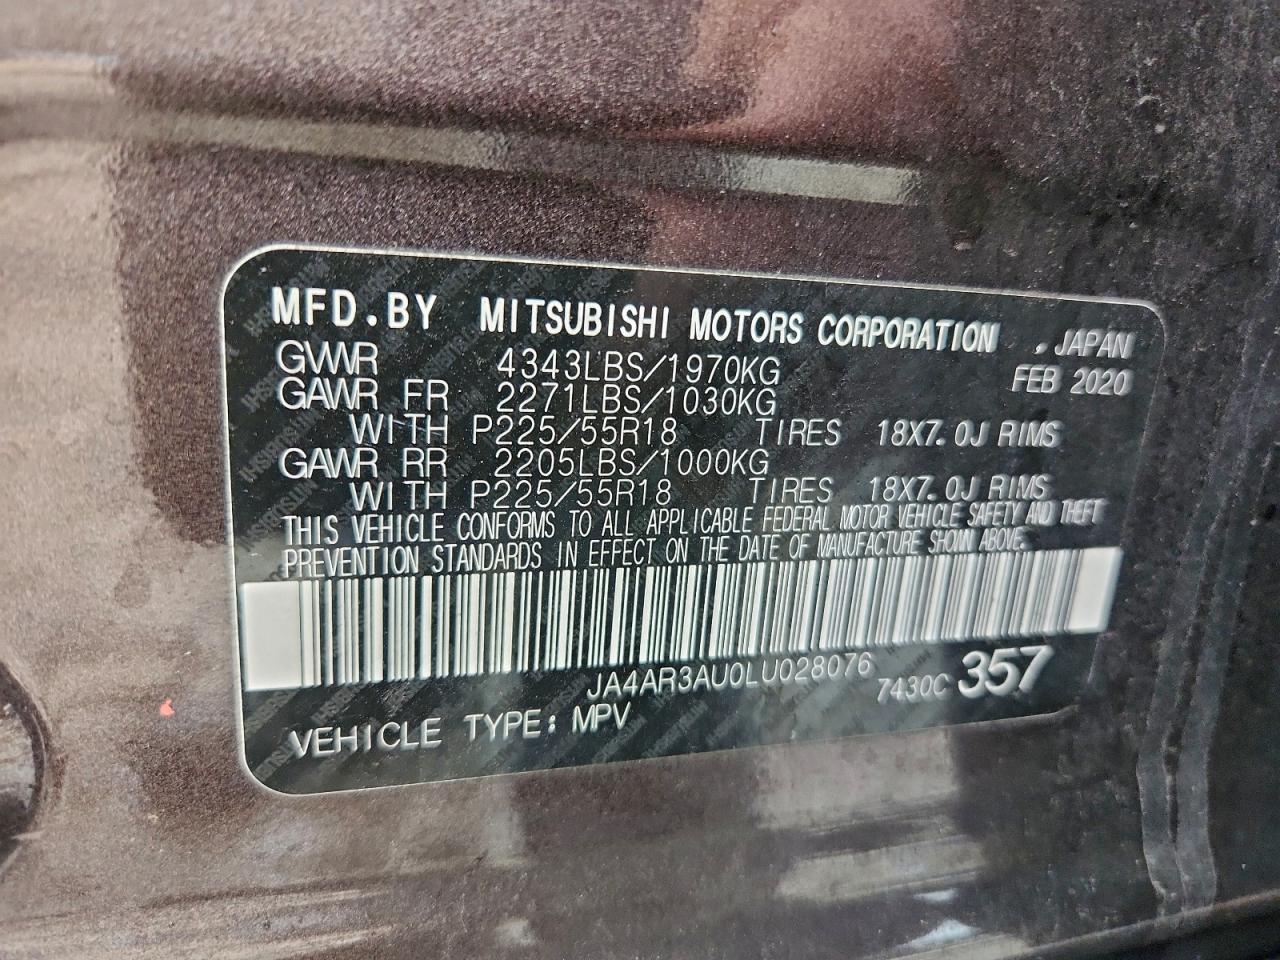 MFD.BY MITSUBISHI MOTORS CORPORATION , JAPAN
GVWR 4343LBS/1970KG FEB 2020
GAWR FR 2271LBS/1030KG
WITH P225/55R18 TIRES 18X7.0J RIMS
GAWR RR 2205LBS/1000KG
WITH P225/55R18 TIRES 18X7.0J RIMS
THIS VEHICLE CONFORMS TO ALL APPLICABLE FEDERAL MOTOR VEHICLE SAFETY AND THEFT
PREVENTION STANDARDS IN EFFECT ON THE DATE OF MANUFACTURE SHOWN ABOVE.
JA4AR3AU0LU028076 7430C 357
VEHICLE TYPE: MPV